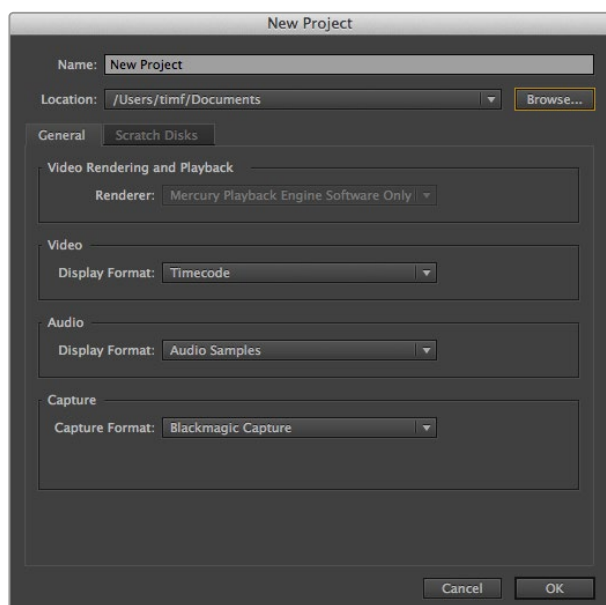 New Project
Name: New Project
Location: /Users/timf/Documents Browse...
General Scratch Disks
Video Rendering and Playback
Renderer: Mercury Playback Engine Software Only
Video
Display Format: Timecode
Audio
Display Format: Audio Samples
Capture
Capture Format: Blackmagic Capture
Cancel OK